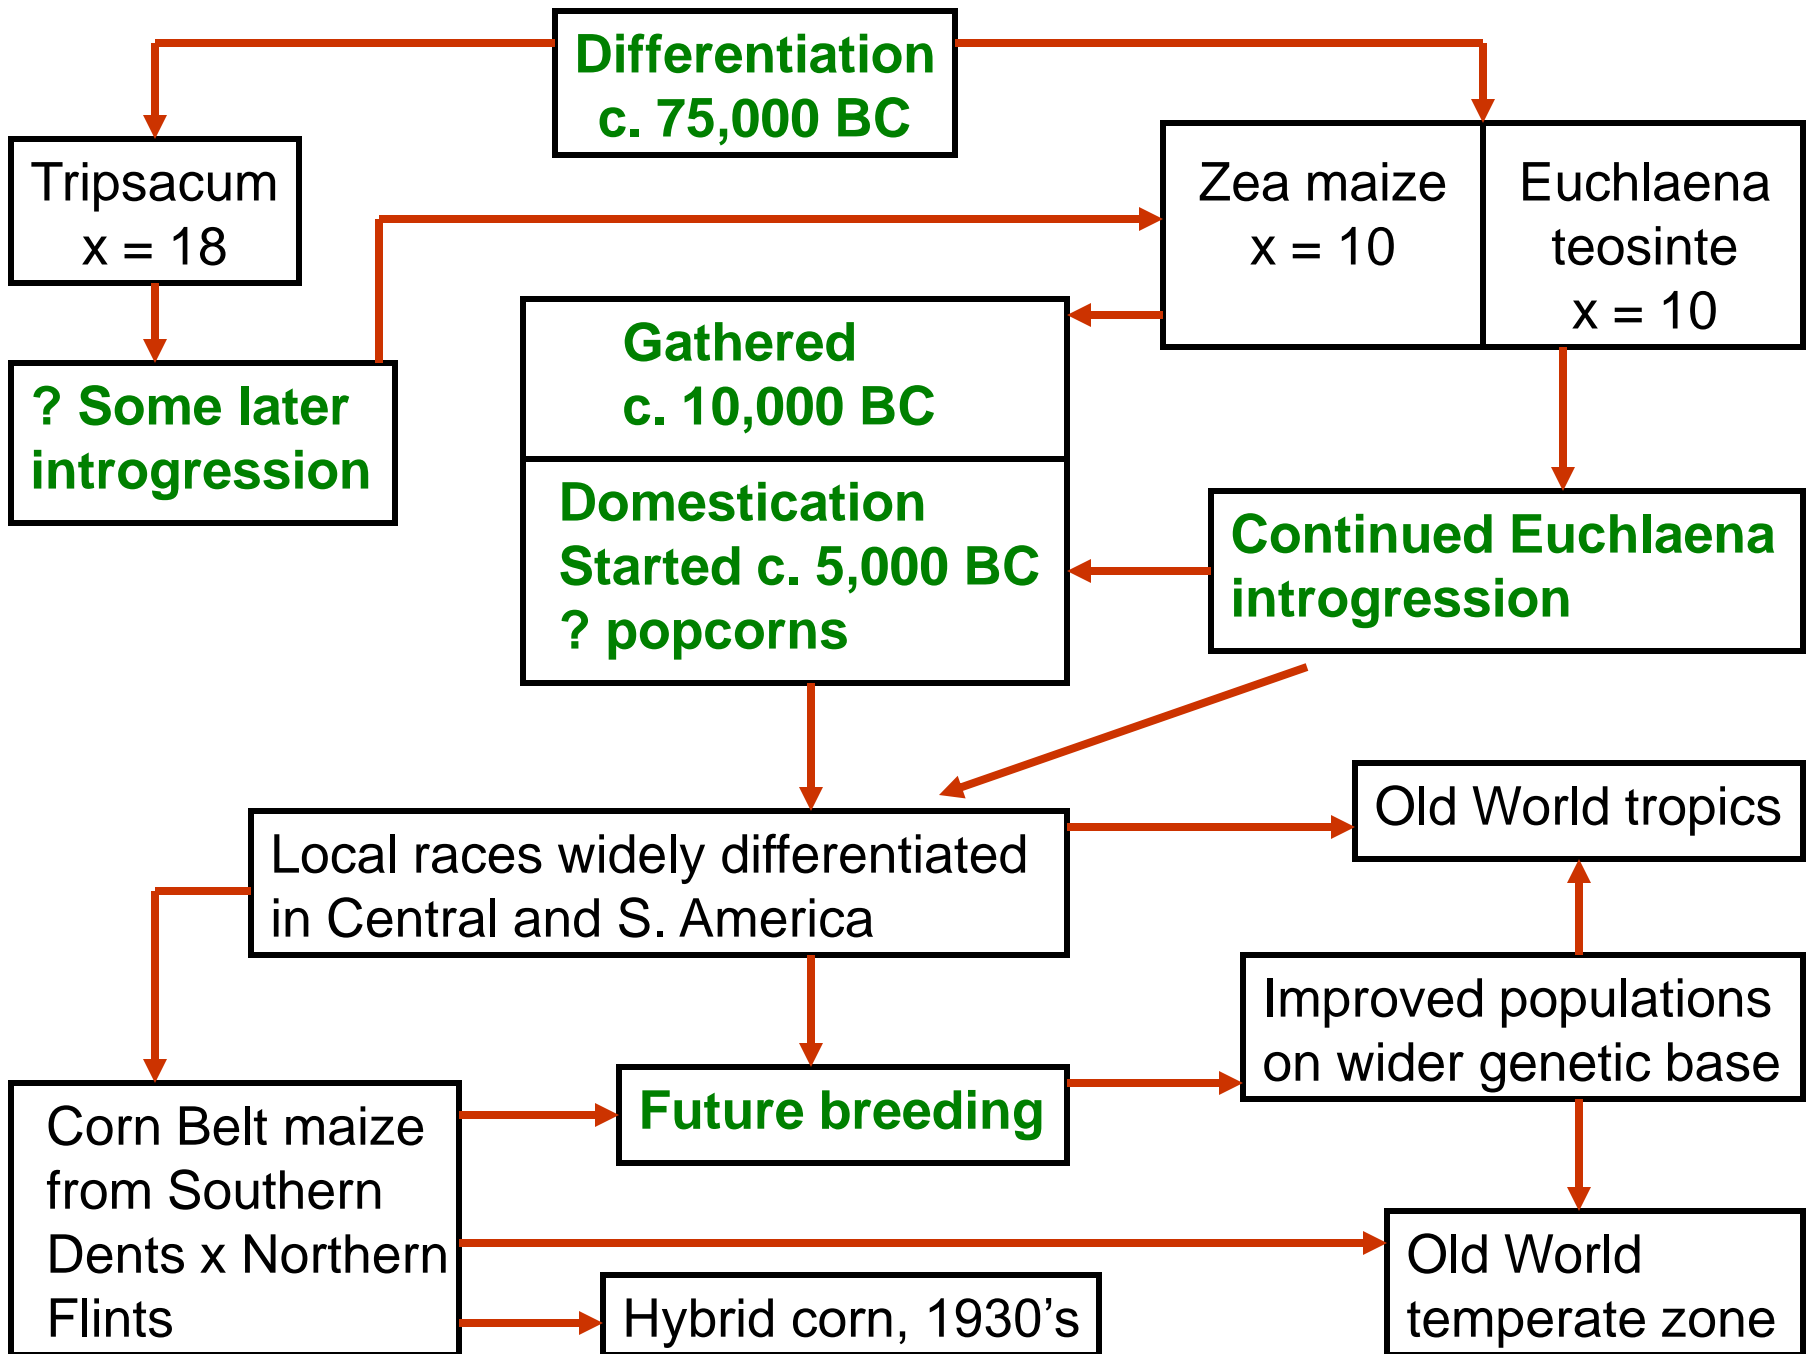 Differentiation
c. 75,000 BC
Tripsacum
x = 18
Zea maize
x = 10
Euchlaena
teosinte
x = 10
? Some later
introgression
Gathered
c. 10,000 BC
Domestication
Started c. 5,000 BC
? popcorns
Continued Euchlaena
introgression
Local races widely differentiated
in Central and S. America
Old World tropics
Improved populations
on wider genetic base
Corn Belt maize
from Southern
Dents x Northern
Flints
Future breeding
Hybrid corn, 1930’s
Old World
temperate zone